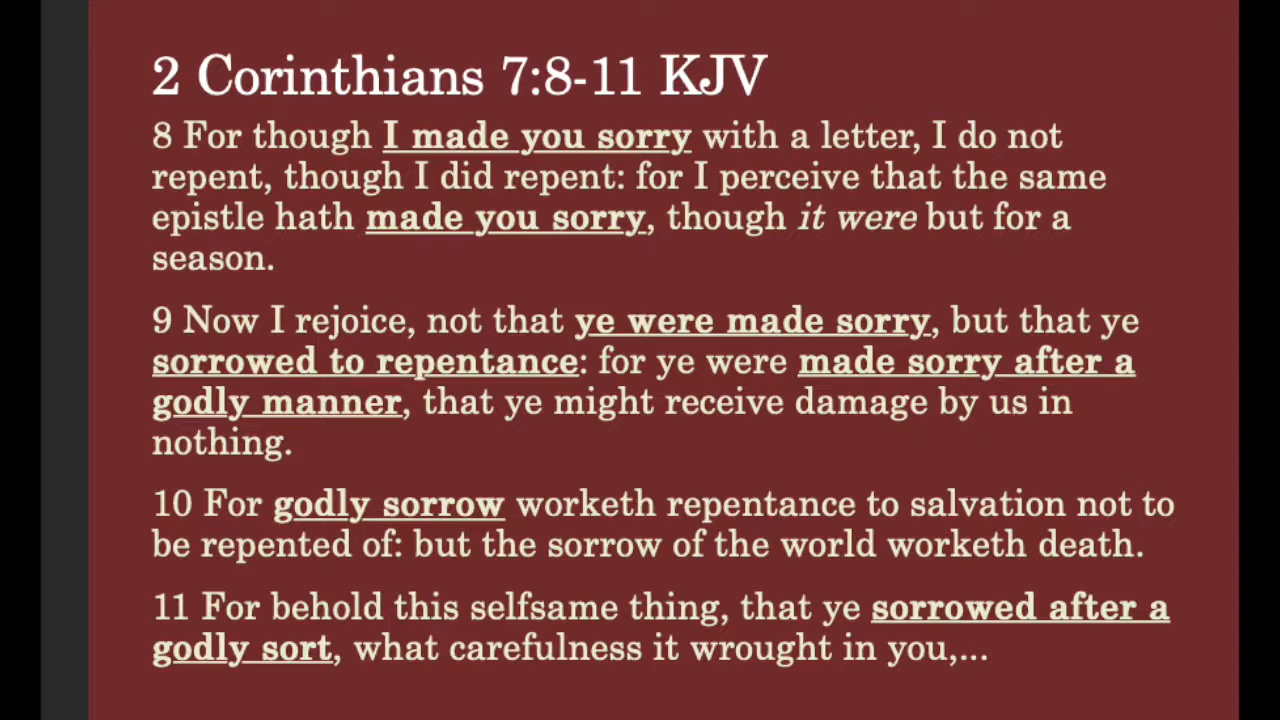 2 Corinthians 7:8-11 KJV
8 For though I made you sorry with a letter, I do not
repent, though I did repent: for I perceive that the same
epistle hath made you sorry, though it were but for a
season.
9 Now I rejoice, not that ye were made sorry, but that ye
sorrowed to repentance: for ye were made sorry after a
godly manner, that ye might receive damage by us in
nothing.
10 For godly sorrow worketh repentance to salvation not to
be repented of: but the sorrow of the world worketh death.
11 For behold this selfsame thing, that ye sorrowed after a
godly sort, what carefulness it wrought in you,...